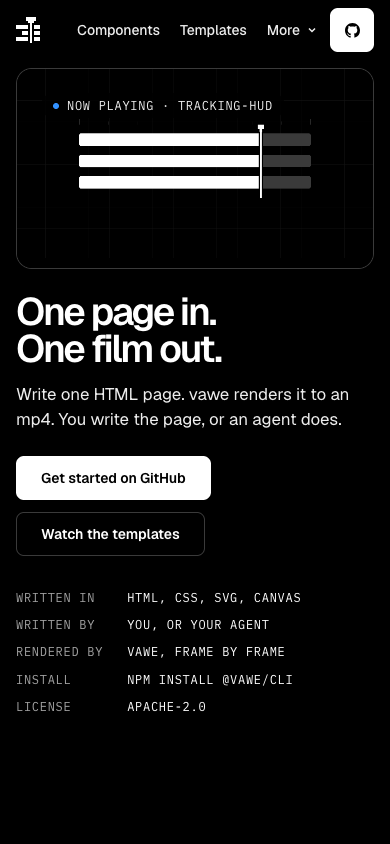 Components Templates More
NOW PLAYING · TRACKING-HUD
One page in.
One film out.
Write one HTML page. vawe renders it to an
mp4. You write the page, or an agent does.
Get started on GitHub
Watch the templates
WRITTEN IN HTML, CSS, SVG, CANVAS
WRITTEN BY YOU, OR YOUR AGENT
RENDERED BY VAWE, FRAME BY FRAME
INSTALL NPM INSTALL @VAWE/CLI
LICENSE APACHE-2.0